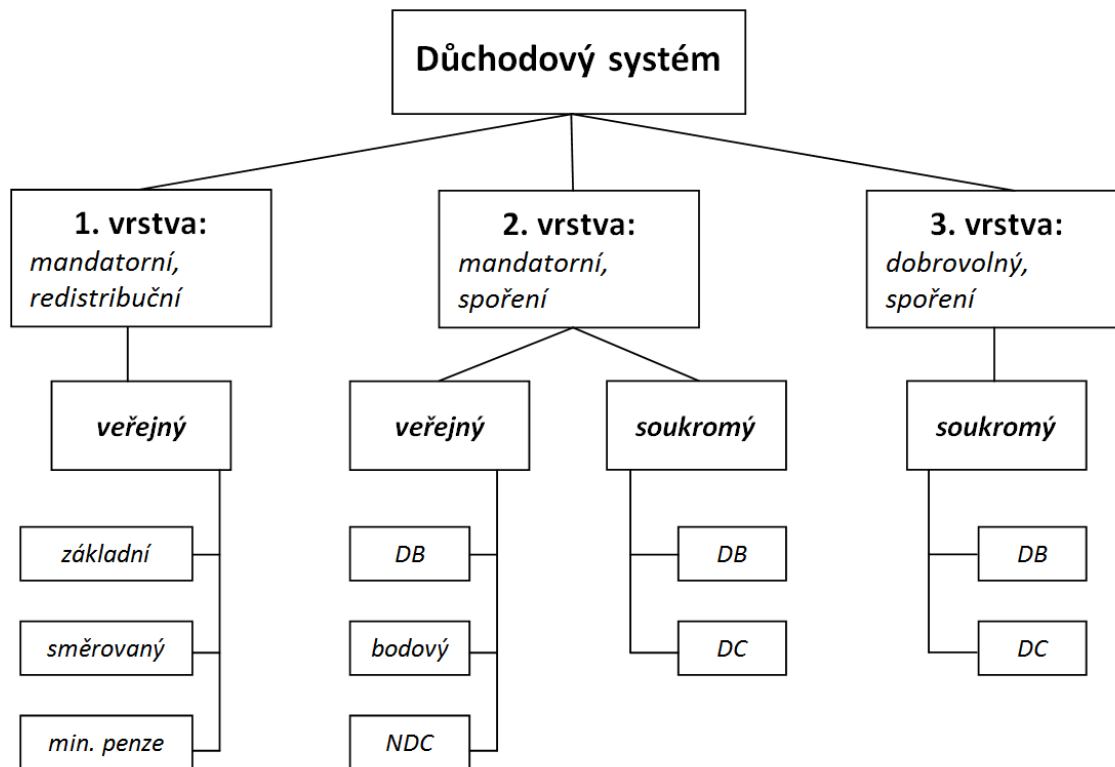 Důchodový systém
1. vrstva:
mandatorní,
redistribuční
2. vrstva:
mandatorní,
spoření
3. vrstva:
dobrovolný,
spoření
veřejný
veřejný
soukromý
soukromý
základní
DB
DB
DB
směrovaný
bodový
DC
DC
min. penze
NDC